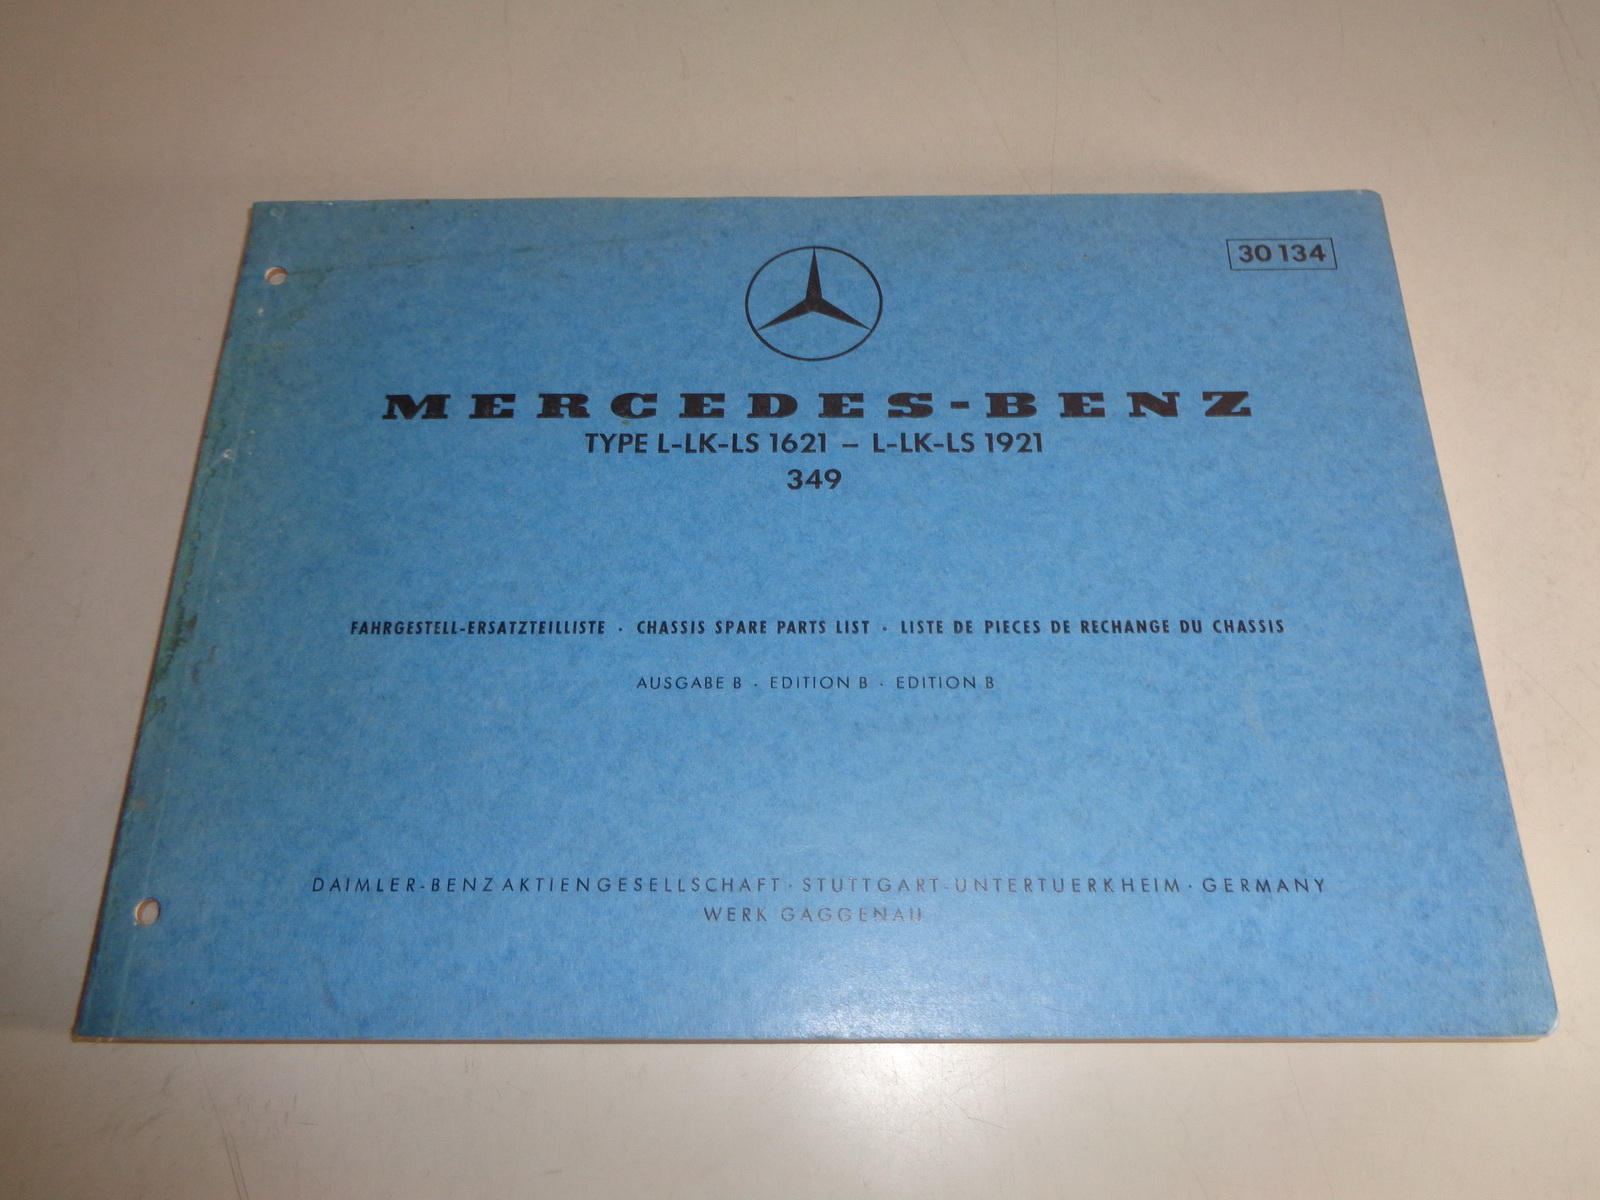 30 134
MERCEDES-BENZ
TYPE L-LK-LS 1621 – L-LK-LS 1921
349
FAHRGESTELL-ERSATZTEILLISTE · CHASSIS SPARE PARTS LIST · LISTE DE PIECES DE RECHANGE DU CHASSIS
AUSGABE B · EDITION B · EDITION B
DAIMLER-BENZ AKTIENGESELLSCHAFT · STUTTGART-UNTERTUERKHEIM · GERMANY
WERK GAGGENAU